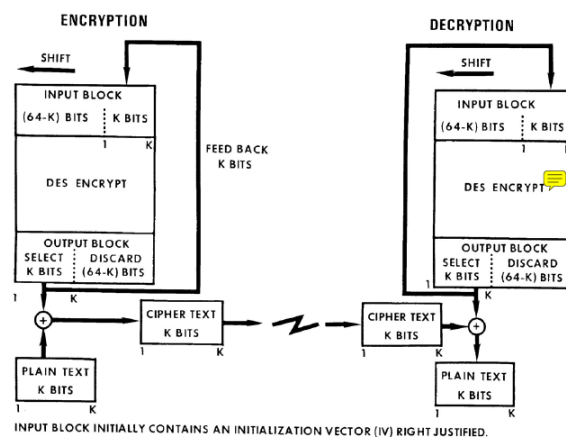 ENCRYPTION
SHIFT
INPUT BLOCK
(64-K) BITS K BITS
1 K
DES ENCRYPT
FEED BACK
K BITS
OUTPUT BLOCK
SELECT DISCARD
K BITS (64-K) BITS
1 K
+
CIPHER TEXT
K BITS
1 K
PLAIN TEXT
K BITS
1 K
DECRYPTION
SHIFT
INPUT BLOCK
(64-K) BITS K BITS
1
DES ENCRYPT
OUTPUT BLOCK
SELECT DISCARD
K BITS (64-K) BITS
1 K
CIPHER TEXT
K BITS
1 K
+
PLAIN TEXT
K BITS
1 K
INPUT BLOCK INITIALLY CONTAINS AN INITIALIZATION VECTOR (IV) RIGHT JUSTIFIED.